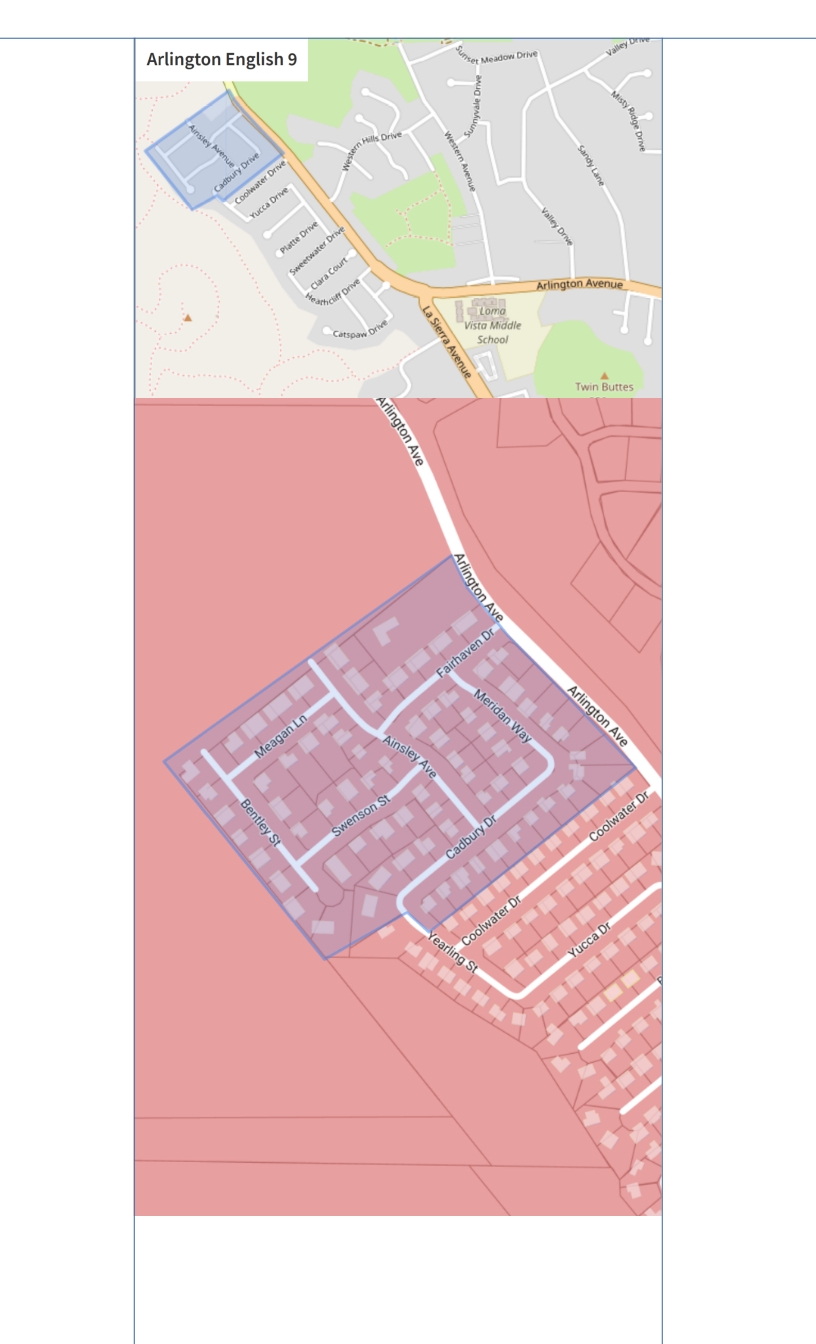 Arlington English 9
Sunset Meadow Drive
Valley Drive
Sunnyvale Drive
Misty Ridge Drive
Ainsley Avenue
Western Hills Drive
Western Avenue
Sandy Lane
Cadbury Drive
Coolwater Drive
Yucca Drive
Valley Drive
Platte Drive
Sweetwater Drive
Clara Court
Heathcliff Drive
Arlington Avenue
La Sierra Avenue
Loma
Vista Middle
School
Catspaw Drive
Twin Buttes
Arlington Ave
Arlington Ave
Fairhaven Dr
Meridan Way
Arlington Ave
Meagan Ln
Ainsley Ave
Bentley St
Swenson St
Cadbury Dr
Coolwater Dr
Coolwater Dr
Yearling St
Yucca Dr